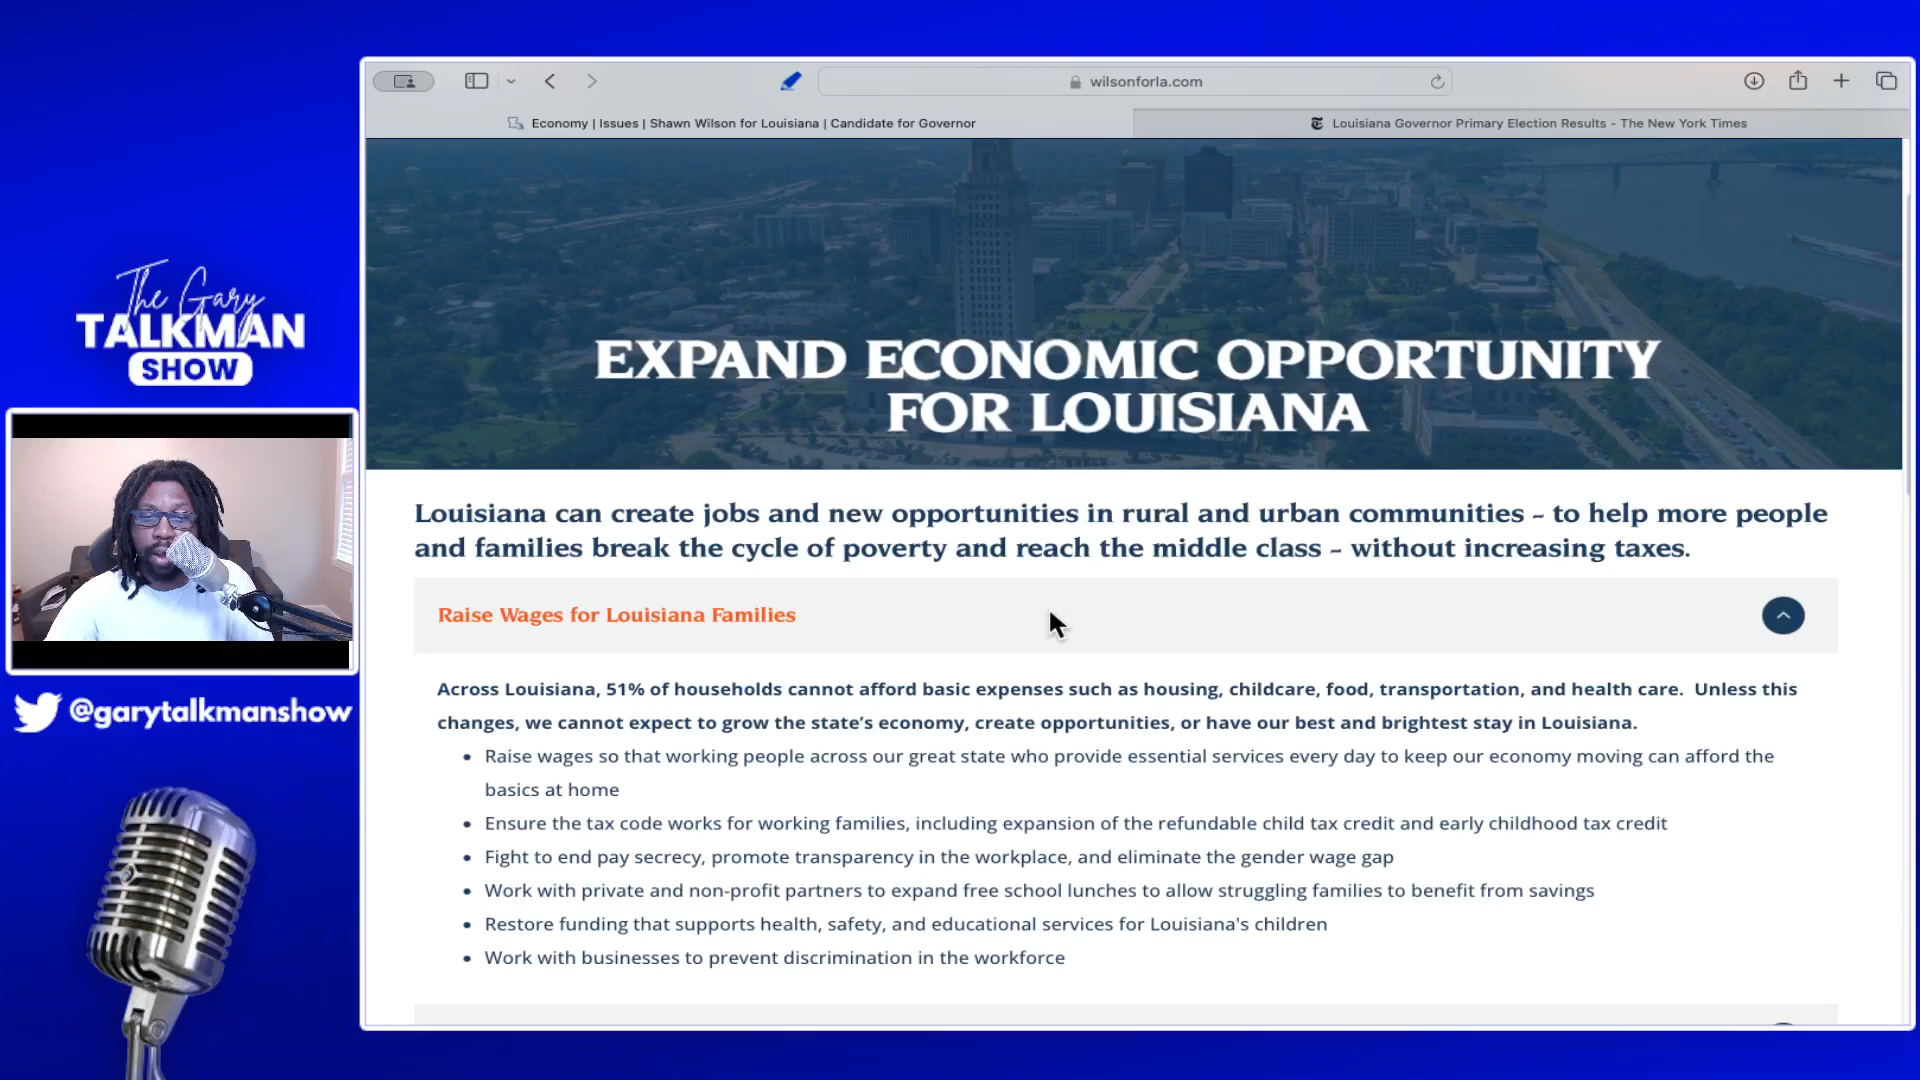 wilsonforla.com
Economy | Issues | Shawn Wilson for Louisiana | Candidate for Governor
Louisiana Governor Primary Election Results - The New York Times
The Gary
TALKMAN
SHOW
@garytalkmanshow
EXPAND ECONOMIC OPPORTUNITY
FOR LOUISIANA
Louisiana can create jobs and new opportunities in rural and urban communities – to help more people
and families break the cycle of poverty and reach the middle class – without increasing taxes.
Raise Wages for Louisiana Families
Across Louisiana, 51% of households cannot afford basic expenses such as housing, childcare, food, transportation, and health care. Unless this
changes, we cannot expect to grow the state’s economy, create opportunities, or have our best and brightest stay in Louisiana.
• Raise wages so that working people across our great state who provide essential services every day to keep our economy moving can afford the
basics at home
• Ensure the tax code works for working families, including expansion of the refundable child tax credit and early childhood tax credit
• Fight to end pay secrecy, promote transparency in the workplace, and eliminate the gender wage gap
• Work with private and non-profit partners to expand free school lunches to allow struggling families to benefit from savings
• Restore funding that supports health, safety, and educational services for Louisiana's children
• Work with businesses to prevent discrimination in the workforce